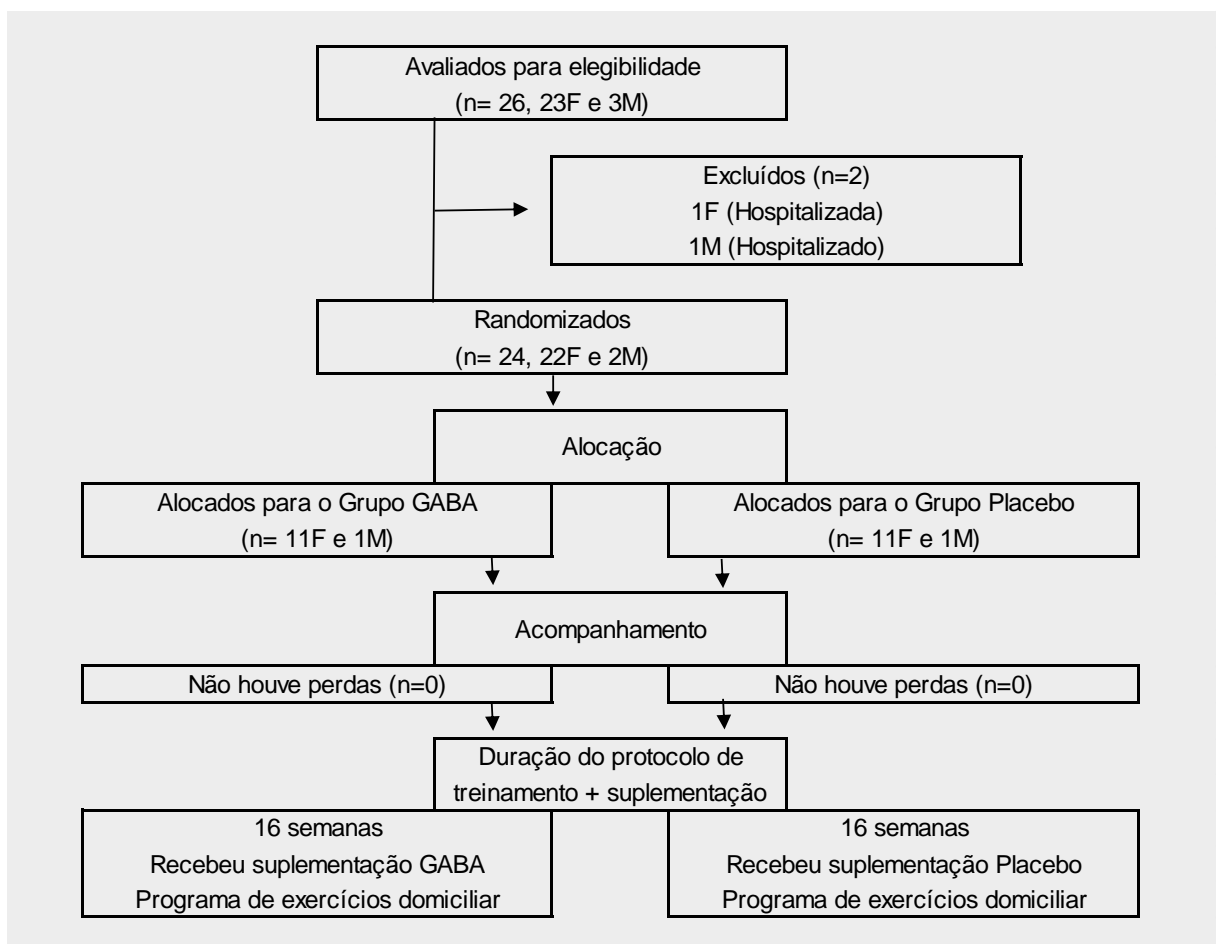 Avaliados para elegibilidade
(n= 26, 23F e 3M)
Excluídos (n=2)
1F (Hospitalizada)
1M (Hospitalizado)
Randomizados
(n= 24, 22F e 2M)
Alocação
Alocados para o Grupo GABA
(n= 11F e 1M)
Alocados para o Grupo Placebo
(n= 11F e 1M)
Acompanhamento
Não houve perdas (n=0)
Não houve perdas (n=0)
Duração do protocolo de
treinamento + suplementação
16 semanas
Recebeu suplementação GABA
Programa de exercícios domiciliar
16 semanas
Recebeu suplementação Placebo
Programa de exercícios domiciliar